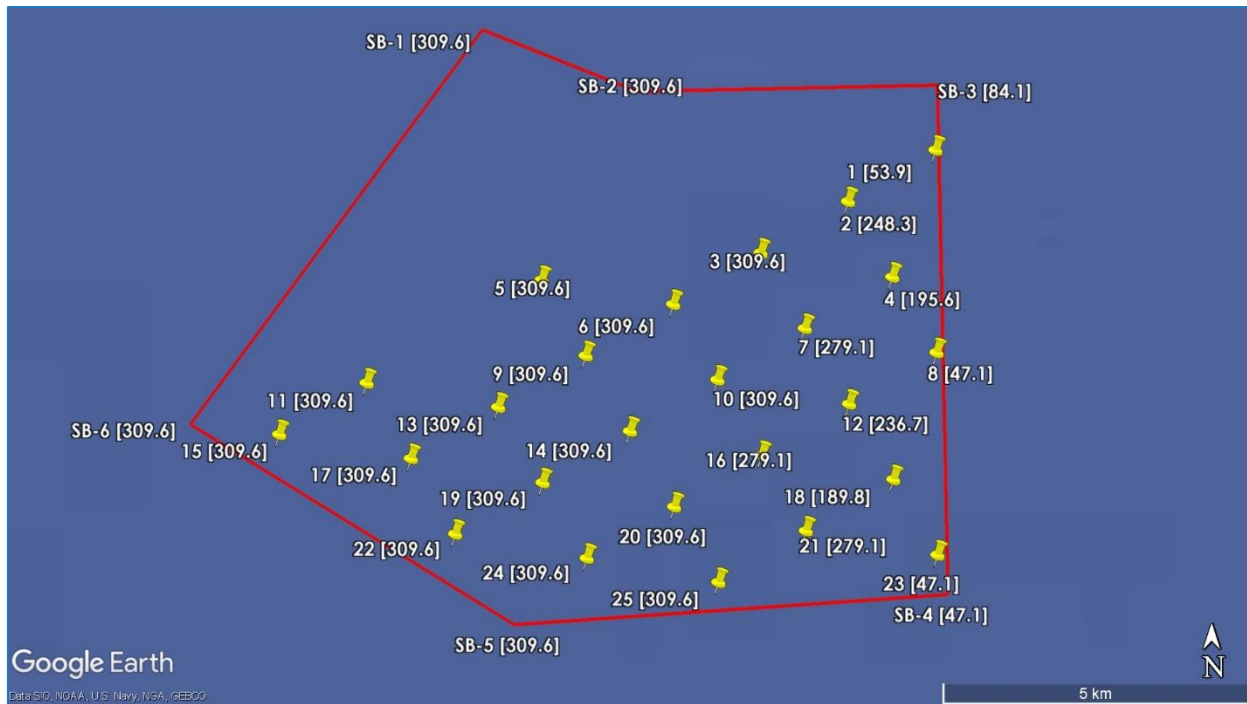 SB-1 [309.6]
SB-2 [309.6]
SB-3 [84.1]
1 [53.9]
2 [248.3]
3 [309.6]
4 [195.6]
5 [309.6]
6 [309.6]
7 [279.1]
8 [47.1]
9 [309.6]
10 [309.6]
11 [309.6]
12 [236.7]
13 [309.6]
SB-6 [309.6]
15 [309.6]
14 [309.6]
16 [279.1]
17 [309.6]
18 [189.8]
19 [309.6]
20 [309.6]
21 [279.1]
22 [309.6]
24 [309.6]
23 [47.1]
25 [309.6]
SB-4 [47.1]
SB-5 [309.6]
N
Google Earth
Data SIO, NOAA, U.S. Navy, NGA, GEBCO
5 km